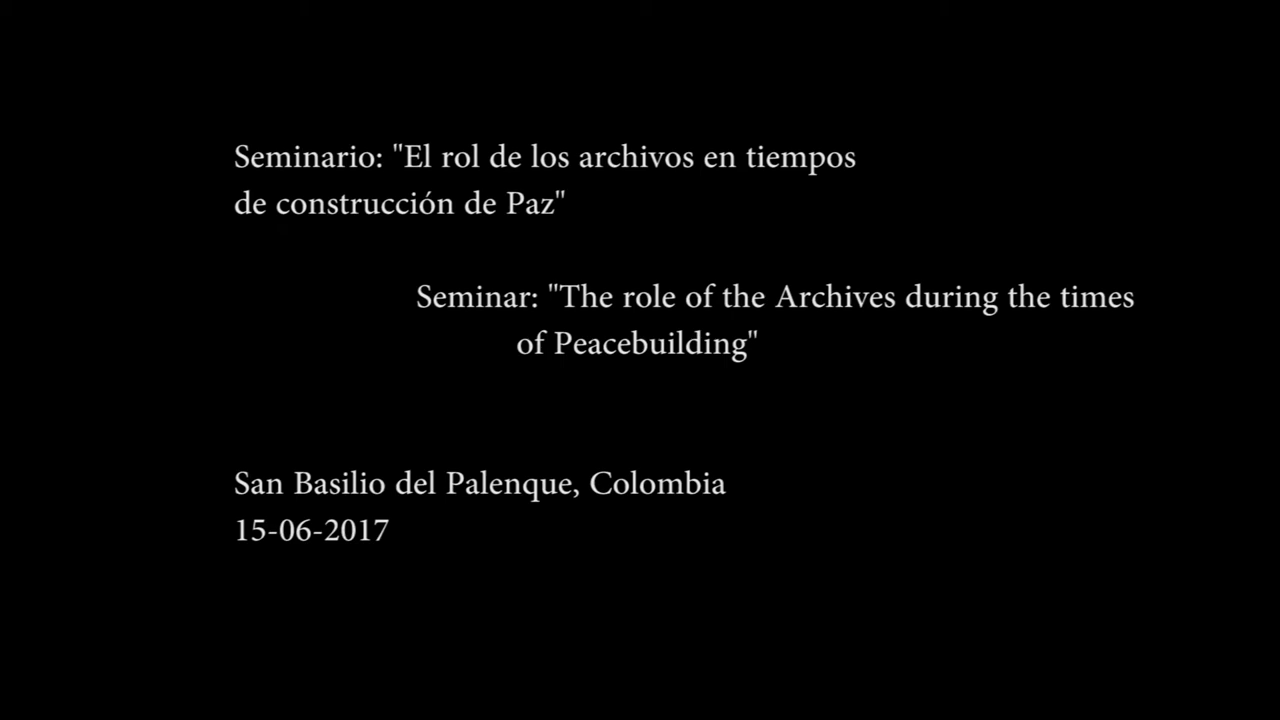 Seminario: "El rol de los archivos en tiempos
de construcción de Paz"
Seminar: "The role of the Archives during the times
of Peacebuilding"
San Basilio del Palenque, Colombia
15-06-2017